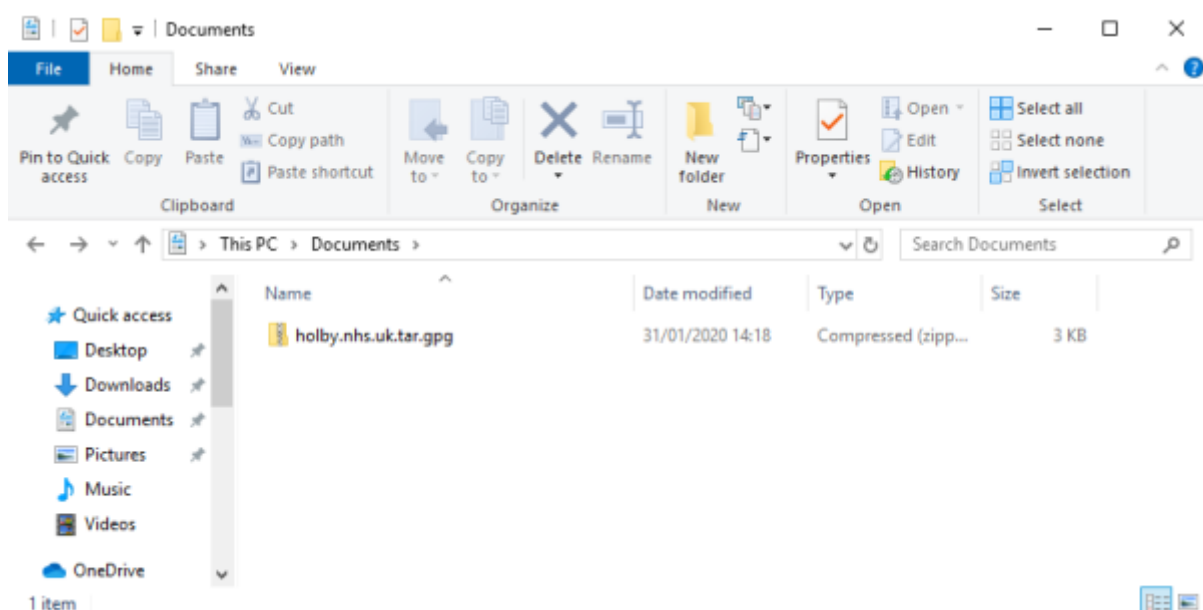 Documents
File Home Share View
Pin to Quick access
Copy
Paste
Cut
Copy path
Paste shortcut
Clipboard
Move to
Copy to
Delete
Rename
Organize
New folder
New
Properties
Open
Edit
History
Open
Select all
Select none
Invert selection
Select
This PC > Documents >
Search Documents
Name Date modified Type Size
holby.nhs.uk.tar.gpg 31/01/2020 14:18 Compressed (zipp... 3 KB
Quick access
Desktop
Downloads
Documents
Pictures
Music
Videos
OneDrive
1 item